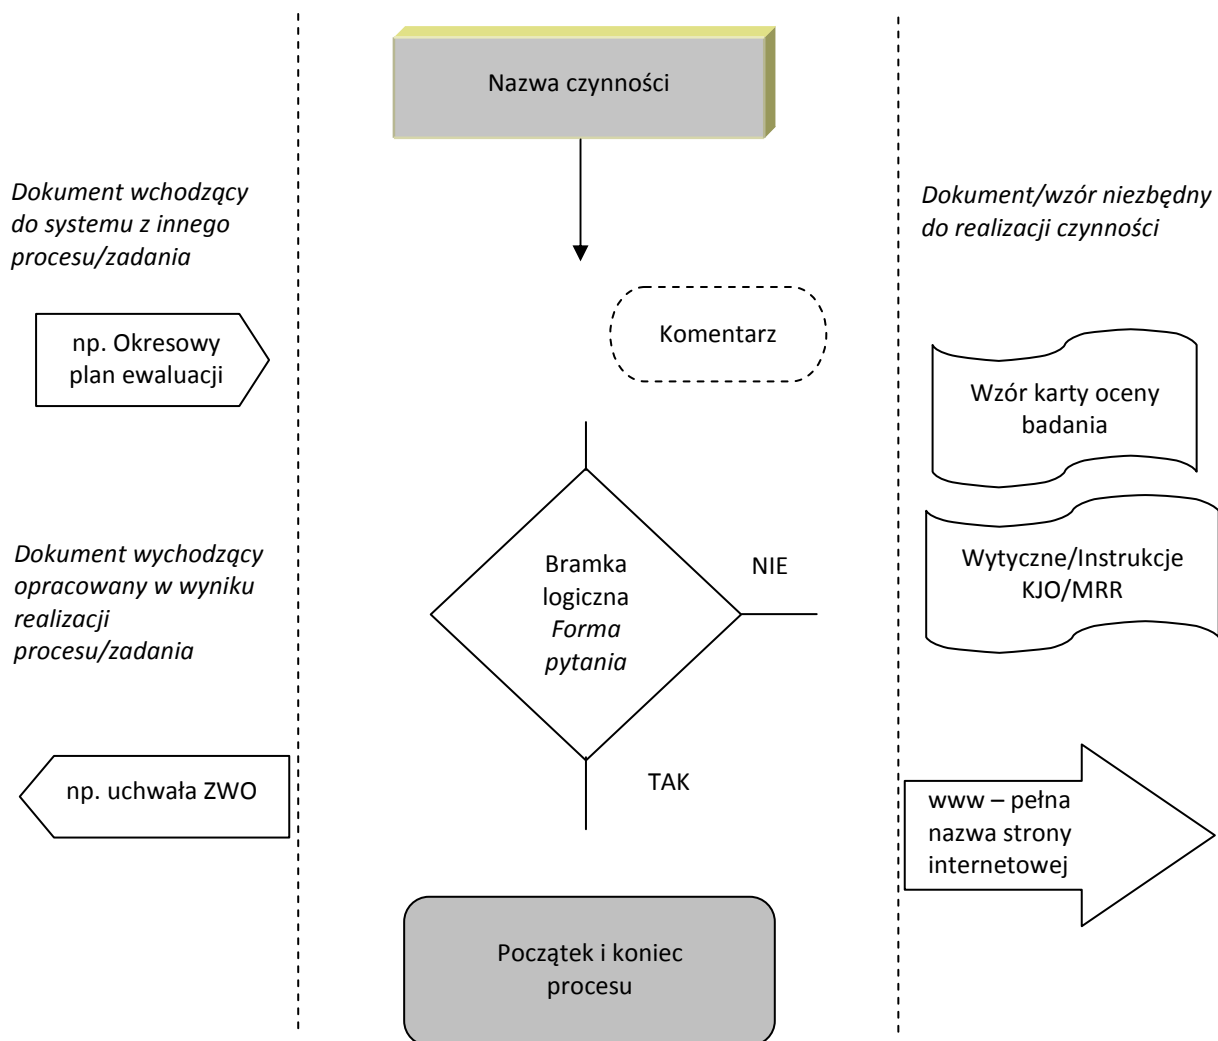 Nazwa czynności
Dokument wchodzący
do systemu z innego
procesu/zadania
Dokument/wzór niezbędny
do realizacji czynności
np. Okresowy
plan ewaluacji
Komentarz
Wzór karty oceny
badania
Dokument wychodzący
opracowany w wyniku
realizacji
procesu/zadania
Bramka
logiczna
Forma
pytania
NIE
Wytyczne/Instrukcje
KJO/MRR
np. uchwała ZWO
TAK
www – pełna
nazwa strony
internetowej
Początek i koniec
procesu